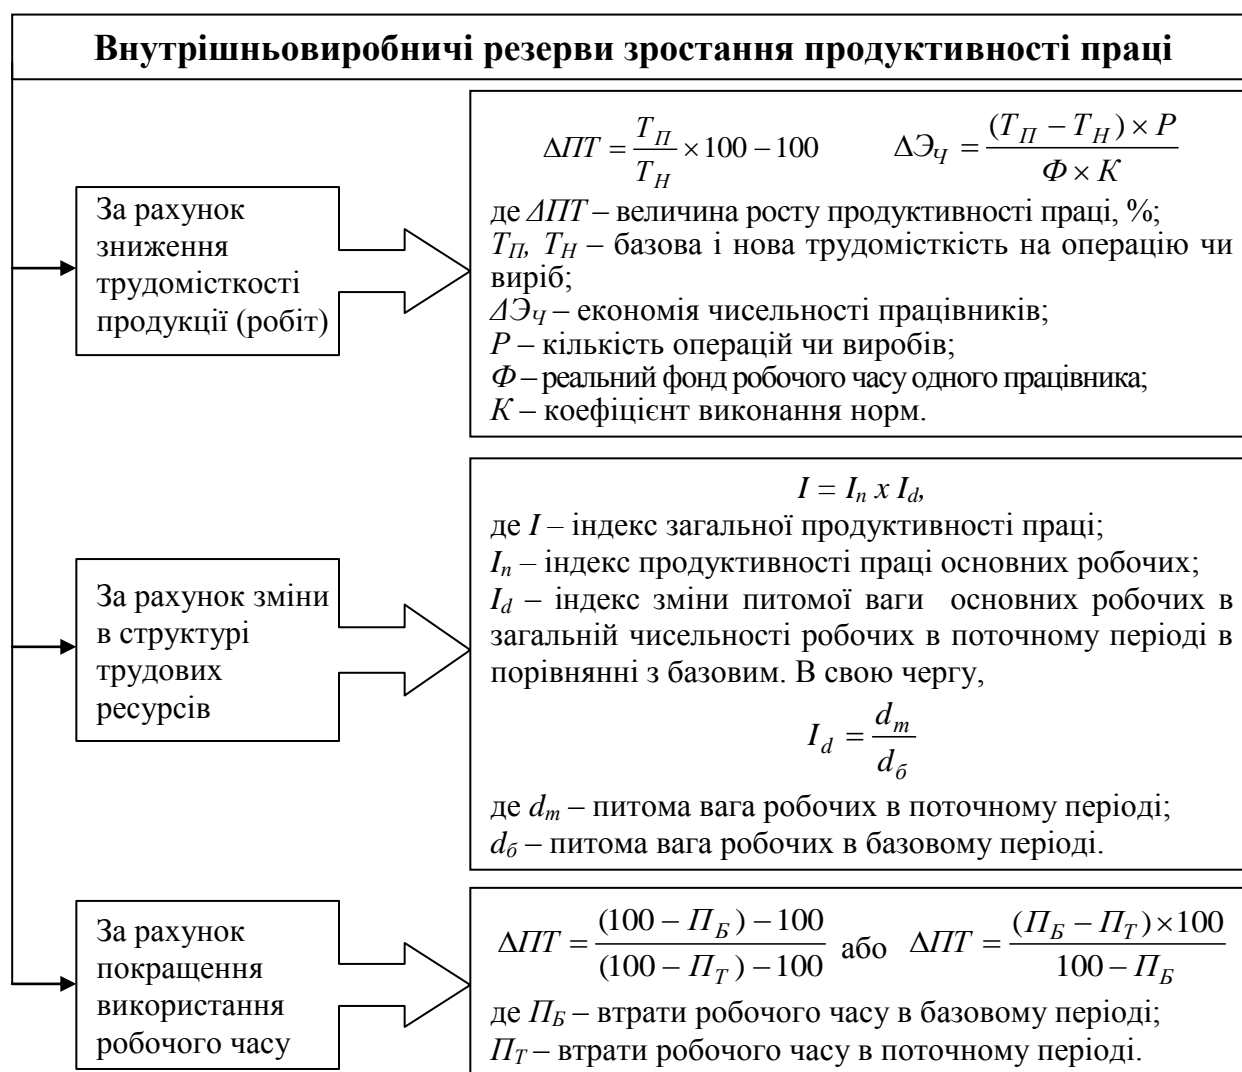 Внутрішньовиробничі резерви зростання продуктивності праці
За рахунок
зниження
трудомісткості
продукції (робіт)
ΔПТ = T_П / T_Н × 100 − 100     ΔЭ_Ч = (T_П − T_Н) × P / (Ф × К)
де ΔПТ – величина росту продуктивності праці, %;
T_П, T_Н – базова і нова трудомісткість на операцію чи
виріб;
ΔЭ_Ч – економія чисельності працівників;
Р – кількість операцій чи виробів;
Ф – реальний фонд робочого часу одного працівника;
К – коефіцієнт виконання норм.
За рахунок зміни
в структурі
трудових
ресурсів
I = I_n x I_d,
де I – індекс загальної продуктивності праці;
I_n – індекс продуктивності праці основних робочих;
I_d – індекс зміни питомої ваги основних робочих в
загальній чисельності робочих в поточному періоді в
порівнянні з базовим. В свою чергу,
I_d = d_m / d_б
де d_m – питома вага робочих в поточному періоді;
d_б – питома вага робочих в базовому періоді.
За рахунок
покращення
використання
робочого часу
ΔПТ = (100 − П_Б) − 100 / (100 − П_Т) − 100 або ΔПТ = (П_Б − П_Т) × 100 / 100 − П_Б
де П_Б – втрати робочого часу в базовому періоді;
П_Т – втрати робочого часу в поточному періоді.